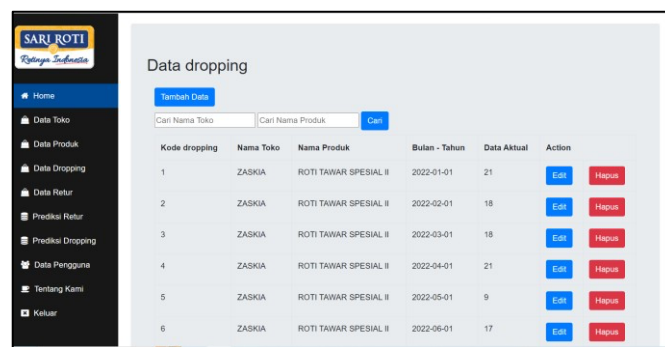 SARI ROTI
Rotinya Indonesia
Home
Data Toko
Data Produk
Data Dropping
Data Retur
Prediksi Retur
Prediksi Dropping
Data Pengguna
Tentang Kami
Keluar
Data dropping
Tambah Data
Cari Nama Toko Cari Nama Produk Cari
Kode dropping Nama Toko Nama Produk Bulan - Tahun Data Aktual Action
1 ZASKIA ROTI TAWAR SPESIAL II 2022-01-01 21 Edit Hapus
2 ZASKIA ROTI TAWAR SPESIAL II 2022-02-01 18 Edit Hapus
3 ZASKIA ROTI TAWAR SPESIAL II 2022-03-01 18 Edit Hapus
4 ZASKIA ROTI TAWAR SPESIAL II 2022-04-01 21 Edit Hapus
5 ZASKIA ROTI TAWAR SPESIAL II 2022-05-01 9 Edit Hapus
6 ZASKIA ROTI TAWAR SPESIAL II 2022-06-01 17 Edit Hapus